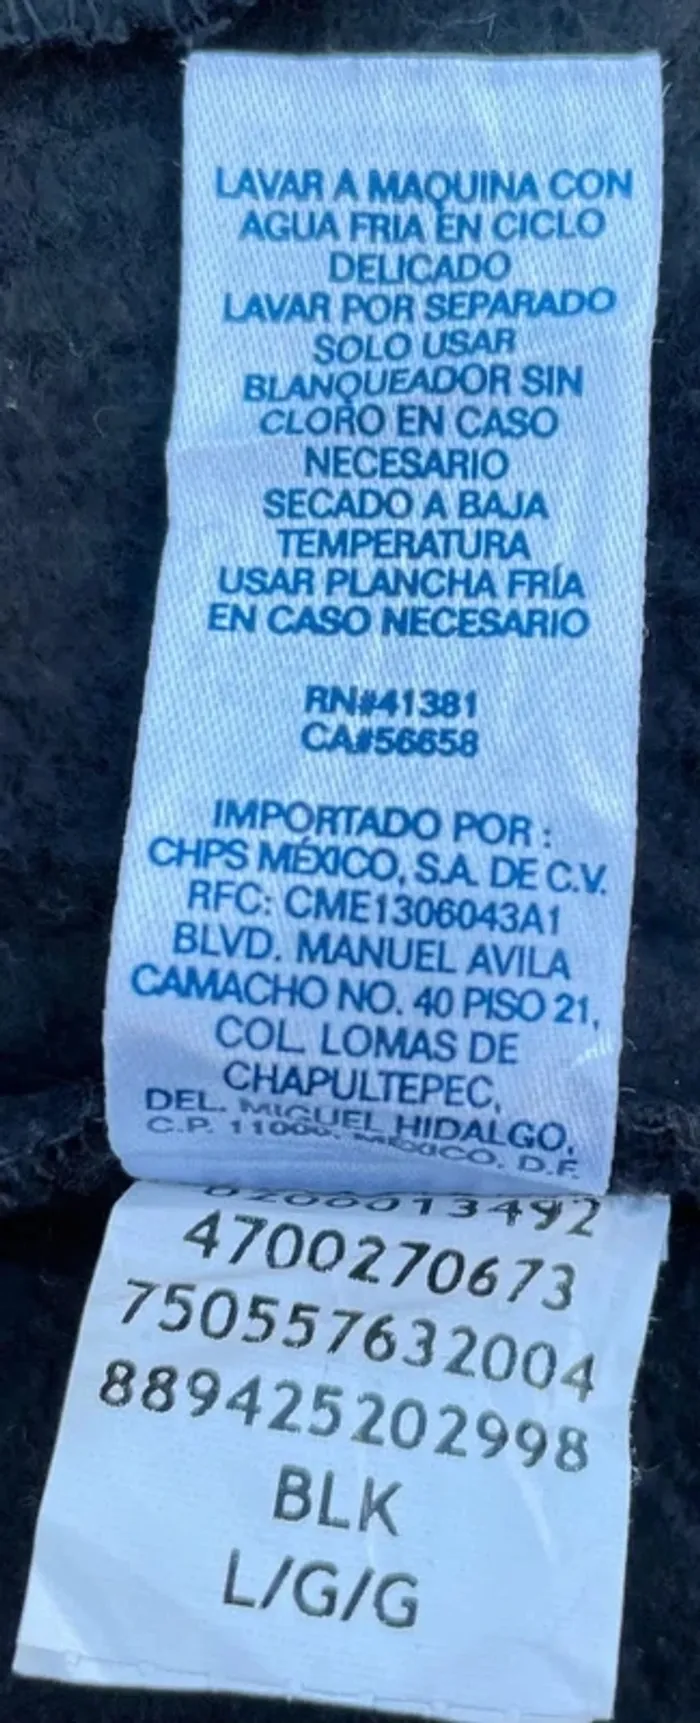 LAVAR A MAQUINA CON
AGUA FRIA EN CICLO
DELICADO
LAVAR POR SEPARADO
SOLO USAR
BLANQUEADOR SIN
CLORO EN CASO
NECESARIO
SECADO A BAJA
TEMPERATURA
USAR PLANCHA FRÍA
EN CASO NECESARIO
RN#41381
CA#56658
IMPORTADO POR :
CHPS MÉXICO, S.A. DE C.V.
RFC: CME1306043A1
BLVD. MANUEL AVILA
CAMACHO NO. 40 PISO 21,
COL. LOMAS DE
CHAPULTEPEC,
DEL. MIGUEL HIDALGO,
C.P. 11000, MÉXICO, D.F.
4700270673
750557632004
889425202998
BLK
L/G/G